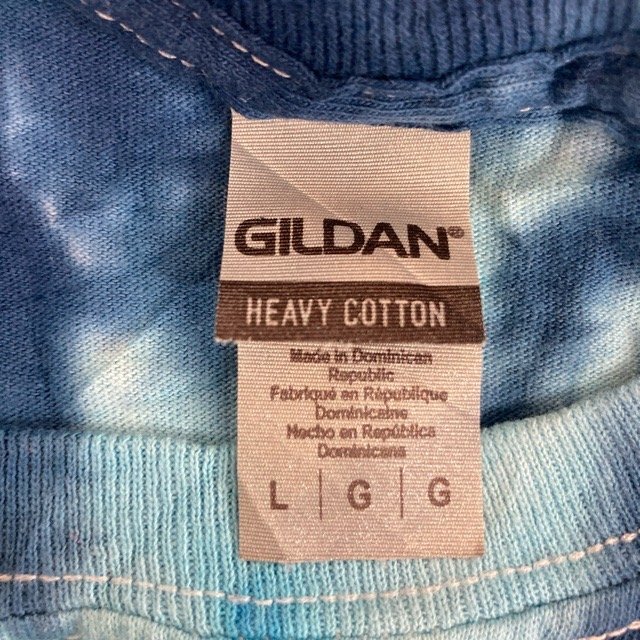 GILDAN®
HEAVY COTTON
Made in Dominican
Republic
Fabriqué en République
Dominicaine
Hecho en República
Dominicana
L | G | G